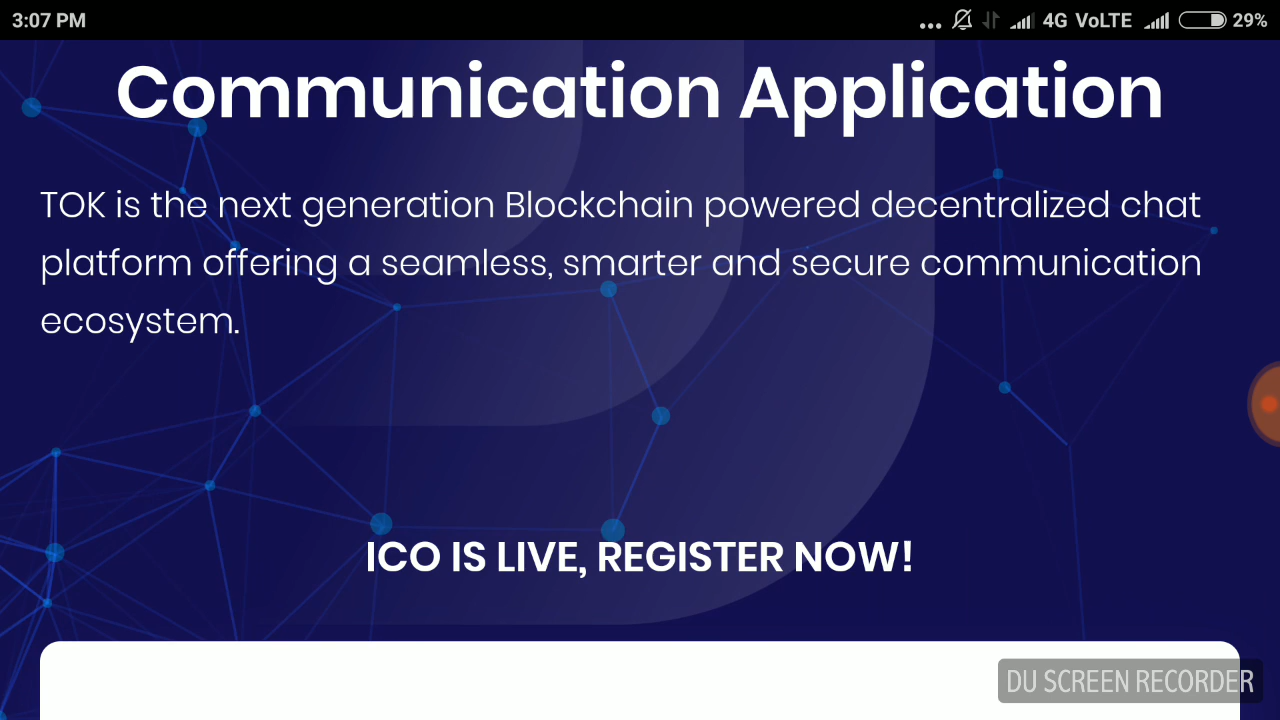 3:07 PM
... 4G VoLTE 29%
Communication Application
TOK is the next generation Blockchain powered decentralized chat
platform offering a seamless, smarter and secure communication
ecosystem.
ICO IS LIVE, REGISTER NOW!
DU SCREEN RECORDER